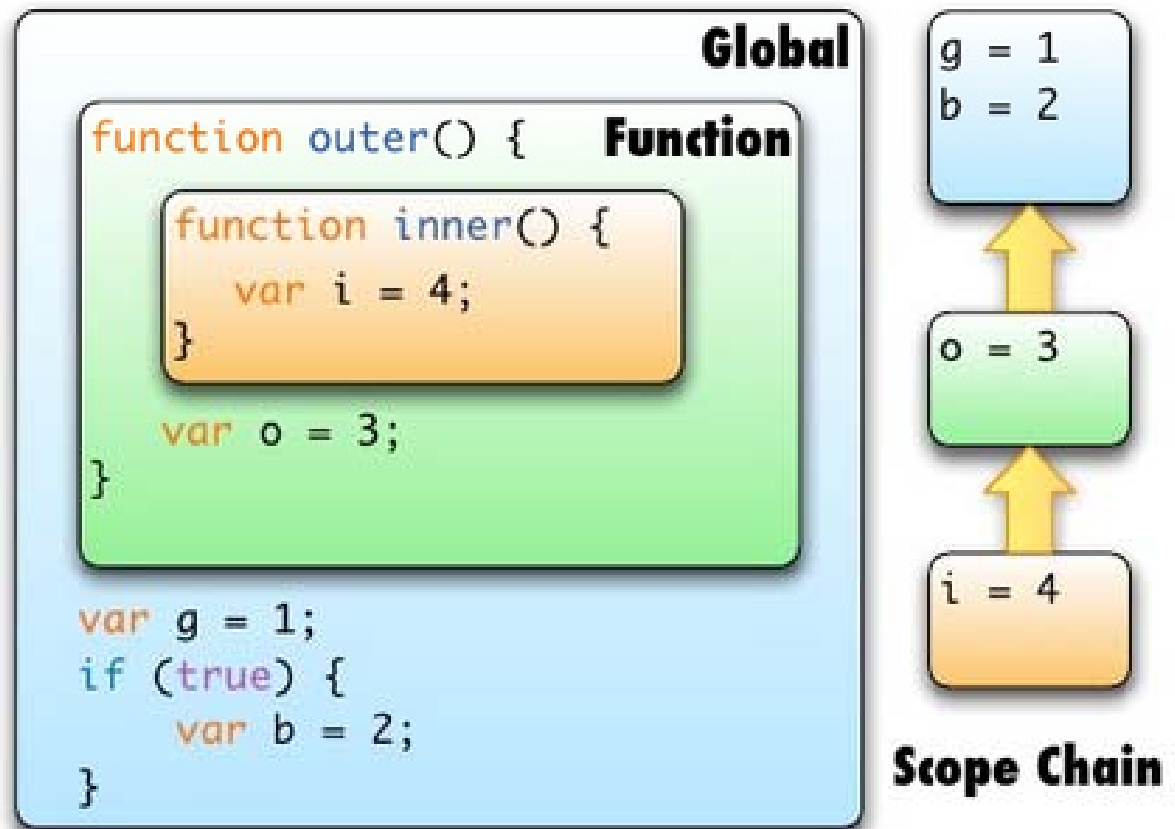 Global
function outer() {
Function
function inner() {
var i = 4;
}
var o = 3;
}
var g = 1;
if (true) {
var b = 2;
}
g = 1
b = 2
o = 3
i = 4
Scope Chain